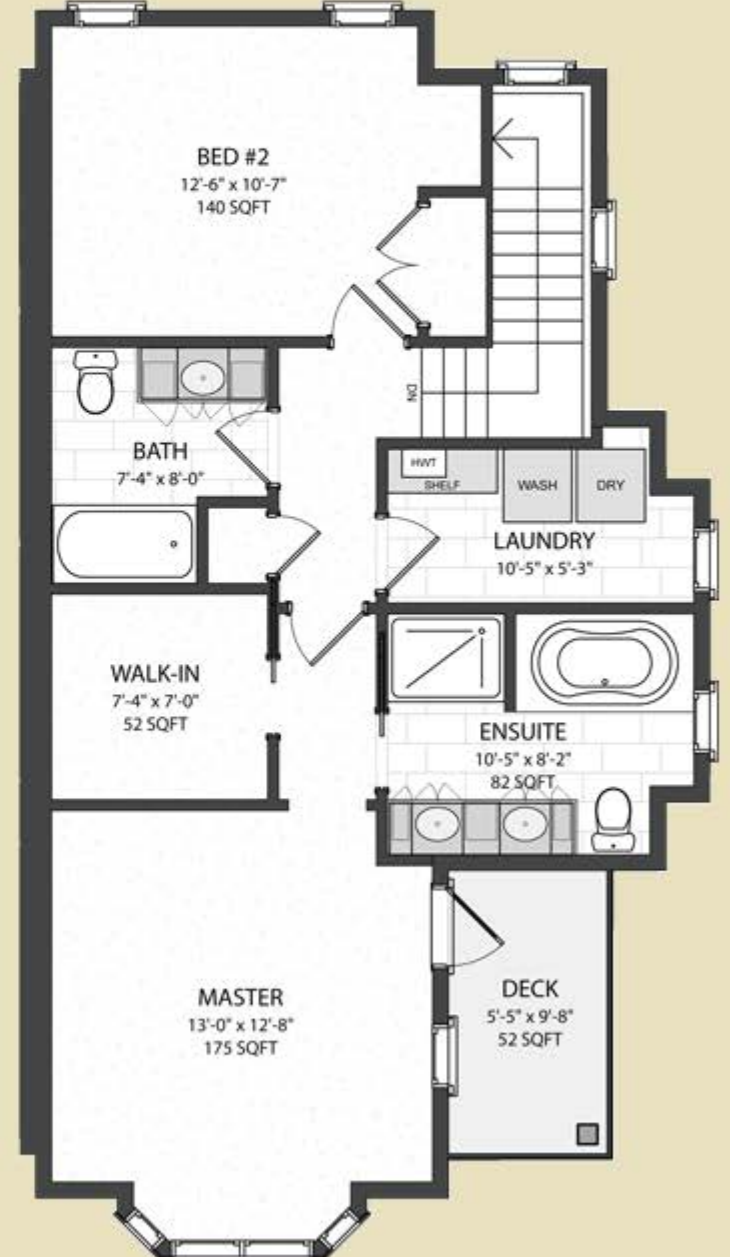 BED #2
12'-6" x 10'-7"
140 SQFT
DN
BATH
7'-4" x 8'-0"
HWT
SHELF
WASH
DRY
LAUNDRY
10'-5" x 5'-3"
WALK-IN
7'-4" x 7'-0"
52 SQFT
ENSUITE
10'-5" x 8'-2"
82 SQFT
MASTER
13'-0" x 12'-8"
175 SQFT
DECK
5'-5" x 9'-8"
52 SQFT